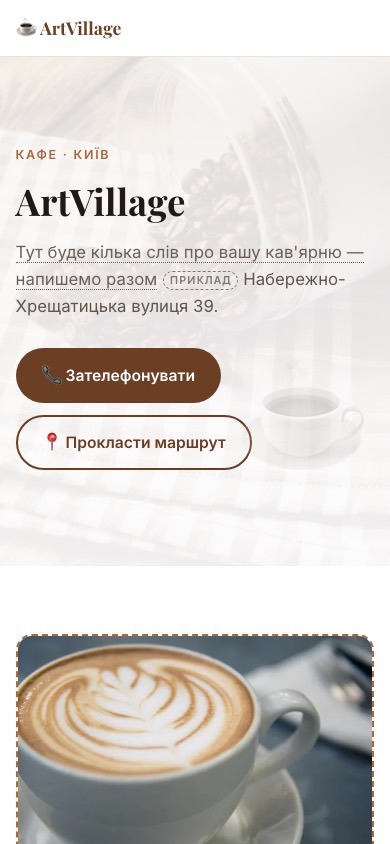 ArtVillage
КАФЕ · КИЇВ
ArtVillage
Тут буде кілька слів про вашу кав'ярню —
напишемо разом ПРИКЛАД Набережно-
Хрещатицька вулиця 39.
Зателефонувати
Прокласти маршрут